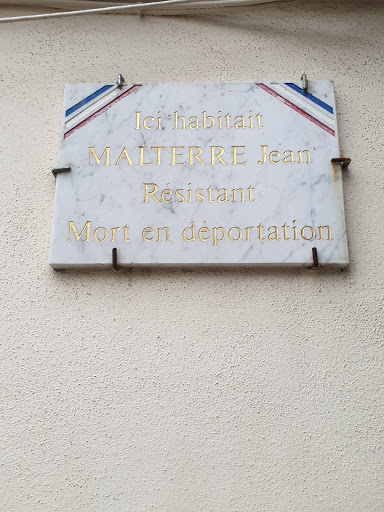 Ici habitait
MALTERRE Jean
Résistant
Mort en déportation